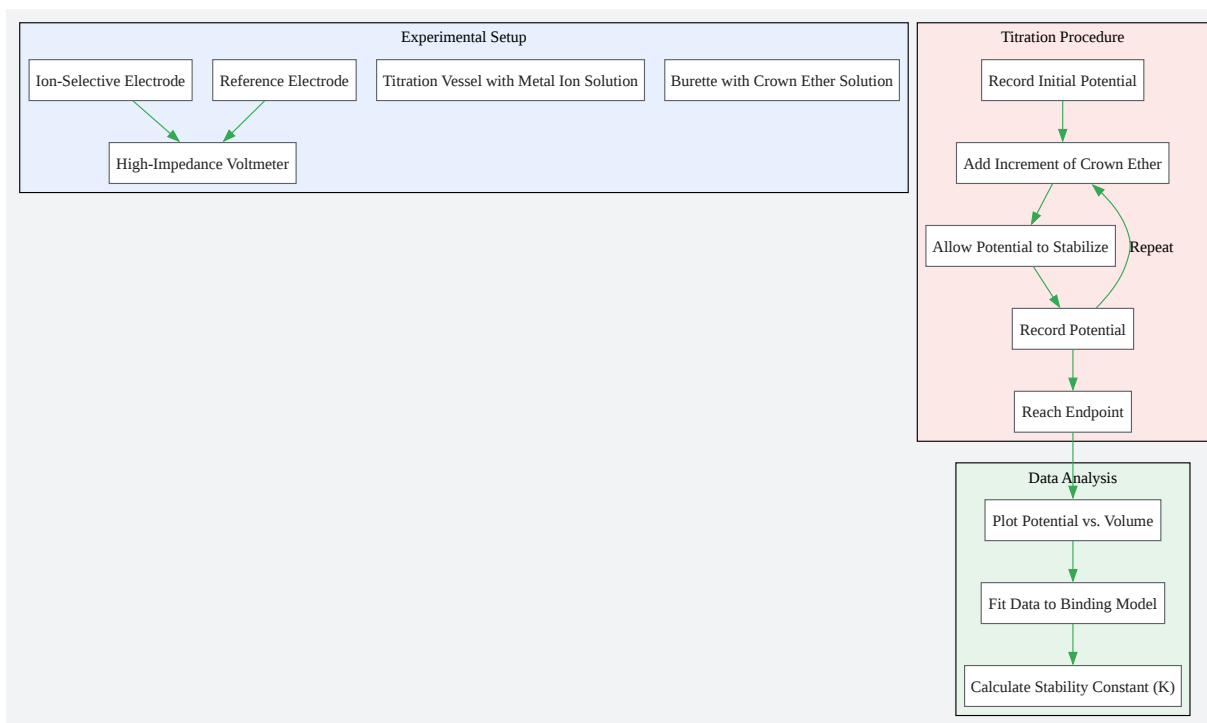 Experimental Setup
Ion-Selective Electrode
Reference Electrode
Titration Vessel with Metal Ion Solution
Burette with Crown Ether Solution
High-Impedance Voltmeter
Titration Procedure
Record Initial Potential
Add Increment of Crown Ether
Allow Potential to Stabilize
Repeat
Record Potential
Reach Endpoint
Data Analysis
Plot Potential vs. Volume
Fit Data to Binding Model
Calculate Stability Constant (K)